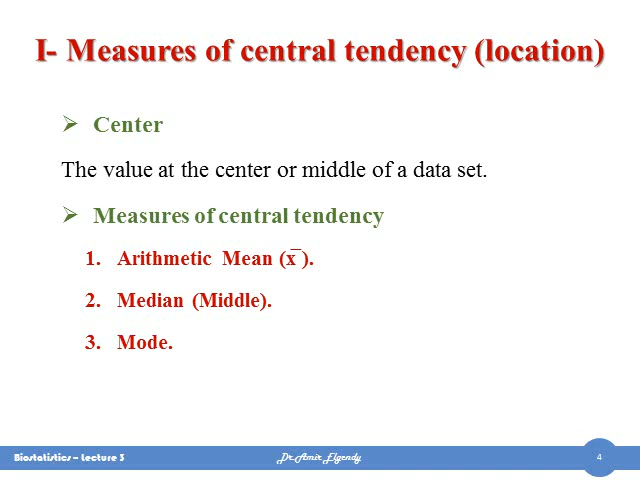 I- Measures of central tendency (location)
➢ Center
The value at the center or middle of a data set.
➢ Measures of central tendency
1. Arithmetic Mean (x̅ ).
2. Median (Middle).
3. Mode.
Biostatistics – Lecture 3
Dr. Amir Elgendy
4